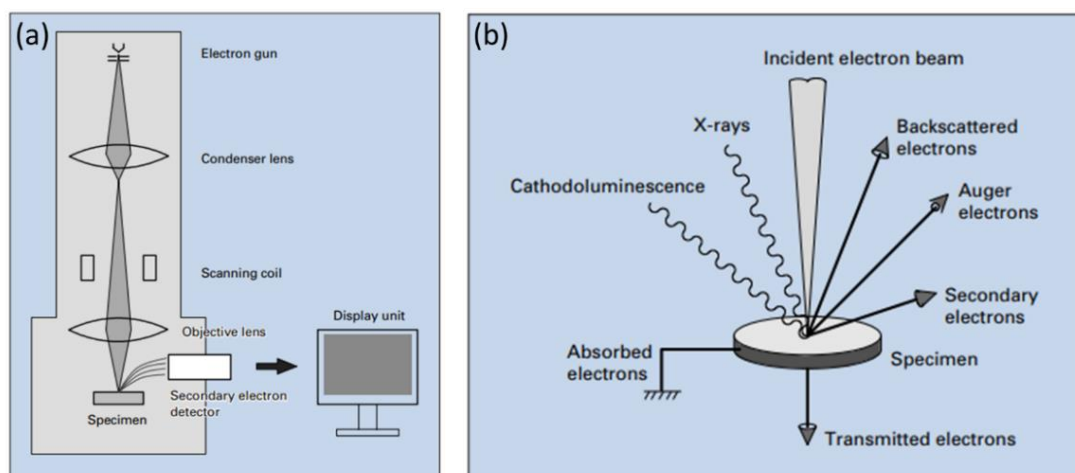 (a)
Electron gun
Condenser lens
Scanning coil
Objective lens
Secondary electron
detector
Specimen
Display unit
(b)
Incident electron beam
X-rays
Cathodoluminescence
Backscattered
electrons
Auger
electrons
Secondary
electrons
Absorbed
electrons
Specimen
Transmitted electrons